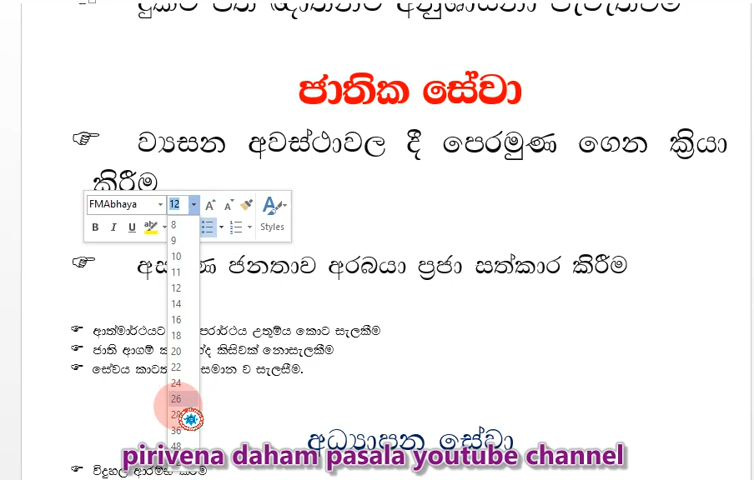 ජාතික සේවා
ව්‍යසන අවස්ථාවල දී පෙරමුණ ගෙන ක්‍රියා
කිරීම
FMAbhaya 12
B I U Styles
8
9
10
11
12
14
16
18
20
22
24
26
28
36
48
ජනතාව අරබයා ප්‍රජා සත්කාර කිරීම
ආත්මාර්ථයට පරාර්ථය උතුම්ය කොට සැලකීම
ජාති ආගම් කිසිවක් නොසැලකීම
සේවය සමාන ව සැලසීම.
අධ්‍යාපන සේවා
pirivena daham pasala youtube channel
විදුහල් ආරම්භ කිරීම